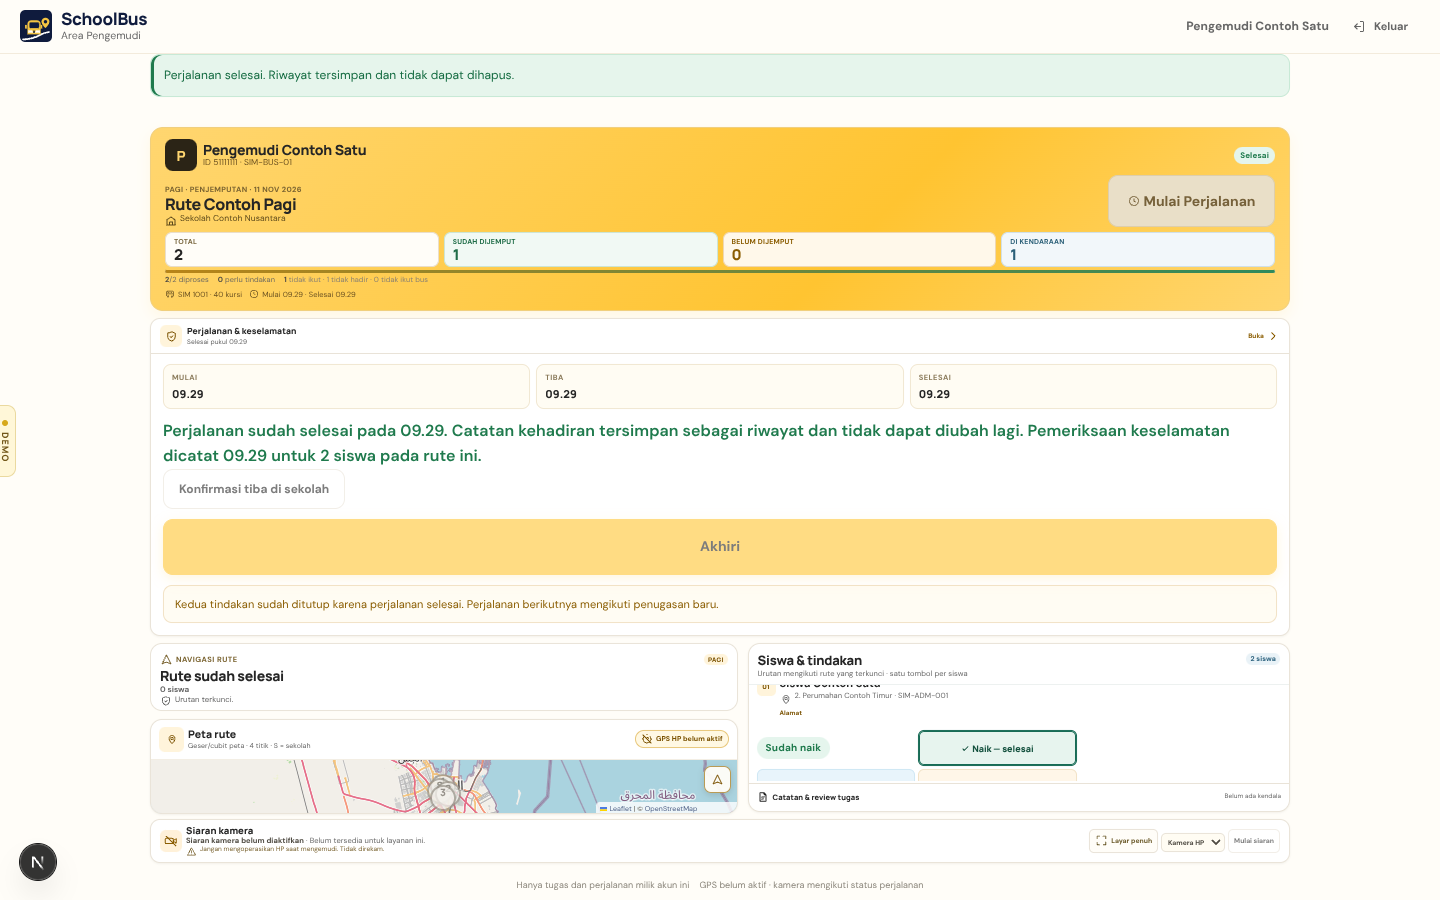 SchoolBus
Area Pengemudi
Pengemudi Contoh Satu
Keluar
Perjalanan selesai. Riwayat tersimpan dan tidak dapat dihapus.
P
Pengemudi Contoh Satu
ID 51111111 · SIM-BUS-01
Selesai
PAGI · PENJEMPUTAN · 11 NOV 2026
Rute Contoh Pagi
Sekolah Contoh Nusantara
Mulai Perjalanan
TOTAL
2
SUDAH DIJEMPUT
1
BELUM DIJEMPUT
0
DI KENDARAAN
1
2/2 diproses 0 perlu tindakan 1 tidak ikut · 1 tidak hadir · 0 tidak ikut bus
SIM 1001 · 40 kursi Mulai 09.29 · Selesai 09.29
Perjalanan & keselamatan
Selesai pukul 09.29
Buka
MULAI
09.29
TIBA
09.29
SELESAI
09.29
Perjalanan sudah selesai pada 09.29. Catatan kehadiran tersimpan sebagai riwayat dan tidak dapat diubah lagi. Pemeriksaan keselamatan
dicatat 09.29 untuk 2 siswa pada rute ini.
Konfirmasi tiba di sekolah
Akhiri
Kedua tindakan sudah ditutup karena perjalanan selesai. Perjalanan berikutnya mengikuti penugasan baru.
DEMO
NAVIGASI RUTE
PAGI
Rute sudah selesai
0 siswa
Urutan terkunci.
Peta rute
Geser/cubit peta · 4 titik · S = sekolah
GPS HP belum aktif
3
محافظة المحرق
Leaflet | © OpenStreetMap
Siswa & tindakan
Urutan mengikuti rute yang terkunci · satu tombol per siswa
2 siswa
01
Siswa Contoh Satu
2. Perumahan Contoh Timur · SIM-ADM-001
Alamat
Sudah naik
✓ Naik — selesai
Catatan & review tugas
Belum ada kendala
Siaran kamera
Siaran kamera belum diaktifkan · Belum tersedia untuk layanan ini.
Jangan mengoperasikan HP saat mengemudi. Tidak direkam.
Layar penuh
Kamera HP
Mulai siaran
N
Hanya tugas dan perjalanan milik akun ini GPS belum aktif · kamera mengikuti status perjalanan